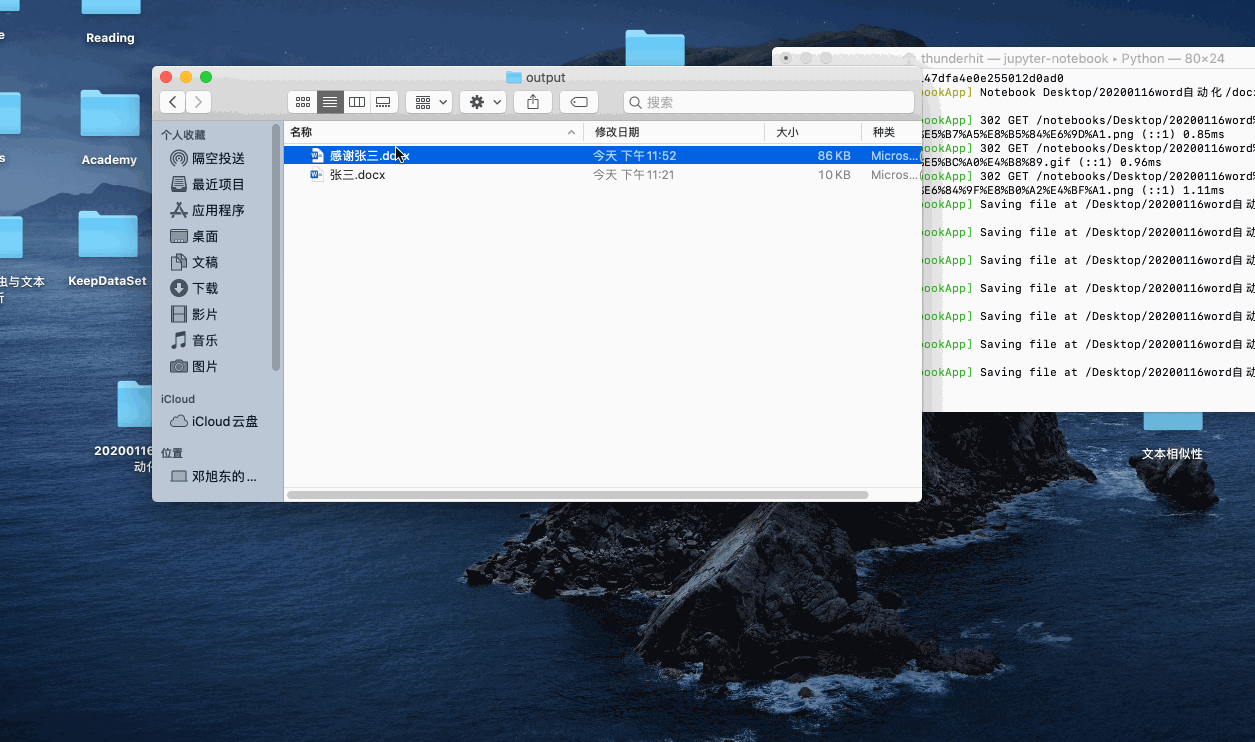 Reading
Academy
KeepDataSet
虫与文本
20200116
文本相似性
output
搜索
个人收藏
隔空投送
最近项目
应用程序
桌面
文稿
下载
影片
音乐
图片
iCloud
iCloud云盘
位置
邓旭东的...
名称 修改日期 大小 种类
感谢张三.docx 今天 下午11:52 86 KB Micros...(
张三.docx 今天 下午11:21 10 KB Micros...(
thunderhit — jupyter-notebook ▸ Python — 80×24
47dfa4e0e255012d0ad0
ookApp] Notebook Desktop/20200116word自动化/doc
ookApp] 302 GET /notebooks/Desktop/20200116word%
E5%B7%A5%E8%B5%84%E6%9D%A1.png (::1) 0.85ms
ookApp] 302 GET /notebooks/Desktop/20200116word%
E5%BC%A0%E4%B8%89.gif (::1) 0.96ms
ookApp] 302 GET /notebooks/Desktop/20200116word%
E6%84%9F%E8%B0%A2%E4%BF%A1.png (::1) 1.11ms
ookApp] Saving file at /Desktop/20200116word自动
ookApp] Saving file at /Desktop/20200116word自动
ookApp] Saving file at /Desktop/20200116word自动
ookApp] Saving file at /Desktop/20200116word自动
ookApp] Saving file at /Desktop/20200116word自动
ookApp] Saving file at /Desktop/20200116word自动
ookApp] Saving file at /Desktop/20200116word自动